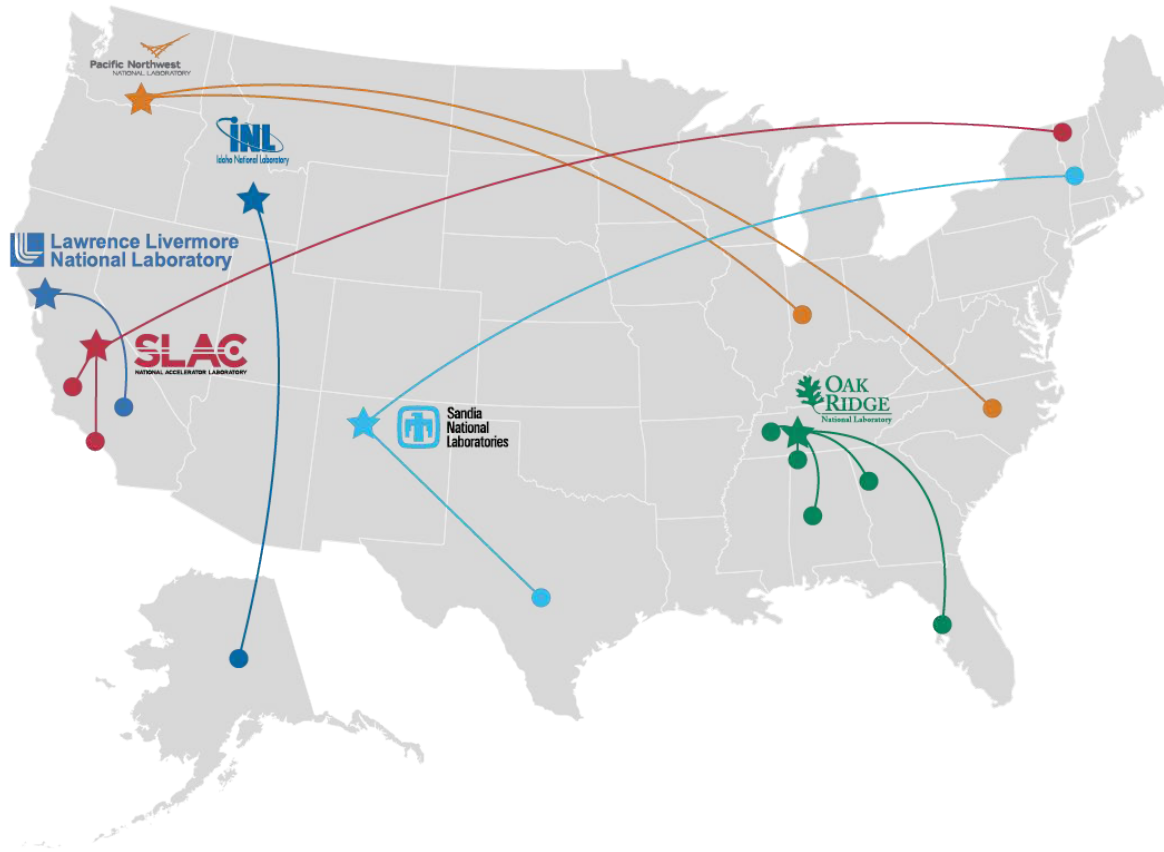 Pacific Northwest
NATIONAL LABORATORY
INL
Idaho National Laboratory
Lawrence Livermore
National Laboratory
SLAC
NATIONAL ACCELERATOR LABORATORY
Sandia
National
Laboratories
OAK
RIDGE
National Laboratory